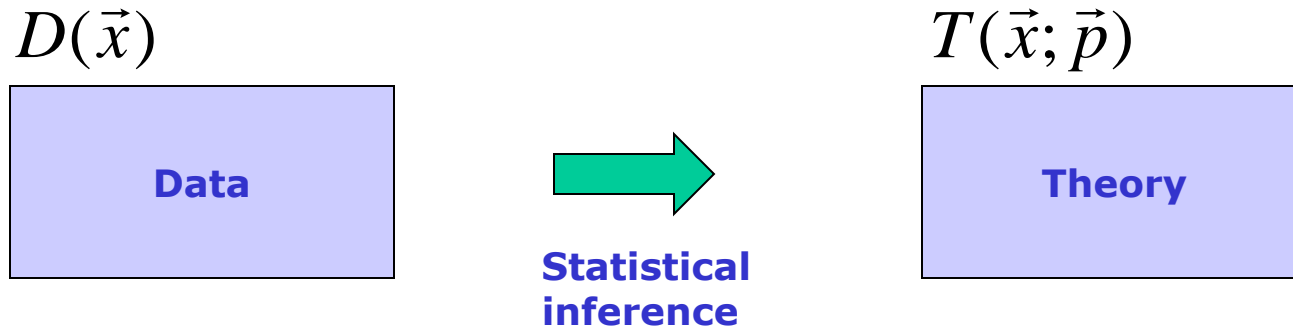 D(x⃗)
T(x⃗; p⃗)
Data
Theory
Statistical
inference